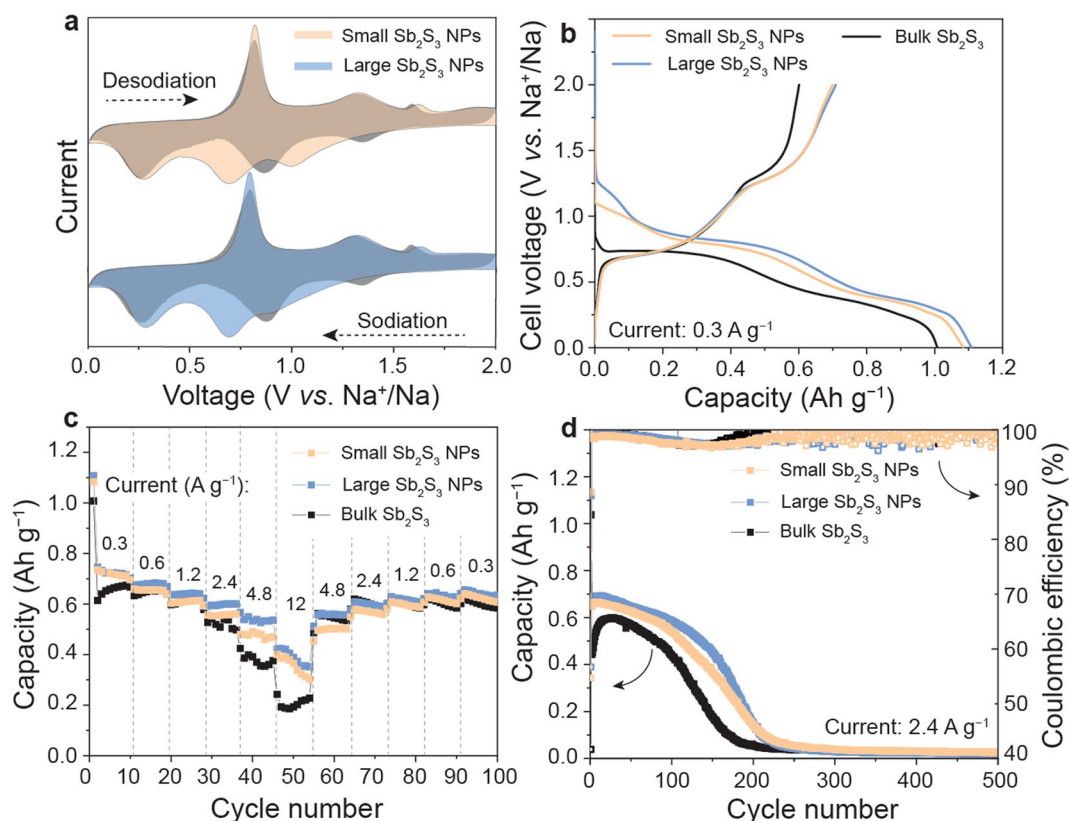 a
Small Sb₂S₃ NPs
Large Sb₂S₃ NPs
Desodiation
Sodiation
Current
0.0 0.5 1.0 1.5 2.0
Voltage (V vs. Na⁺/Na)
b
Small Sb₂S₃ NPs
Large Sb₂S₃ NPs
Bulk Sb₂S₃
Cell voltage (V vs. Na⁺/Na)
2.0
1.5
1.0
0.5
0.0
Current: 0.3 A g⁻¹
0.0 0.2 0.4 0.6 0.8 1.0 1.2
Capacity (Ah g⁻¹)
c
Small Sb₂S₃ NPs
Large Sb₂S₃ NPs
Bulk Sb₂S₃
Current (A g⁻¹):
0.3 0.6 1.2 2.4 4.8 12 4.8 2.4 1.2 0.6 0.3
Capacity (Ah g⁻¹)
1.2
1.0
0.8
0.6
0.4
0.2
0.0
0 10 20 30 40 50 60 70 80 90 100
Cycle number
d
Small Sb₂S₃ NPs
Large Sb₂S₃ NPs
Bulk Sb₂S₃
Capacity (Ah g⁻¹)
1.2
1.0
0.8
0.6
0.4
0.2
0.0
Current: 2.4 A g⁻¹
100
90
80
70
60
50
40
Coulombic efficiency (%)
0 100 200 300 400 500
Cycle number